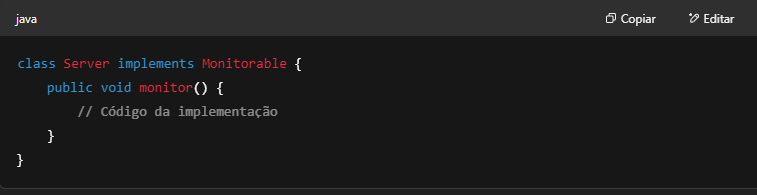 java Copiar Editar
class Server implements Monitorable {
    public void monitor() {
        // Código da implementação
    }
}